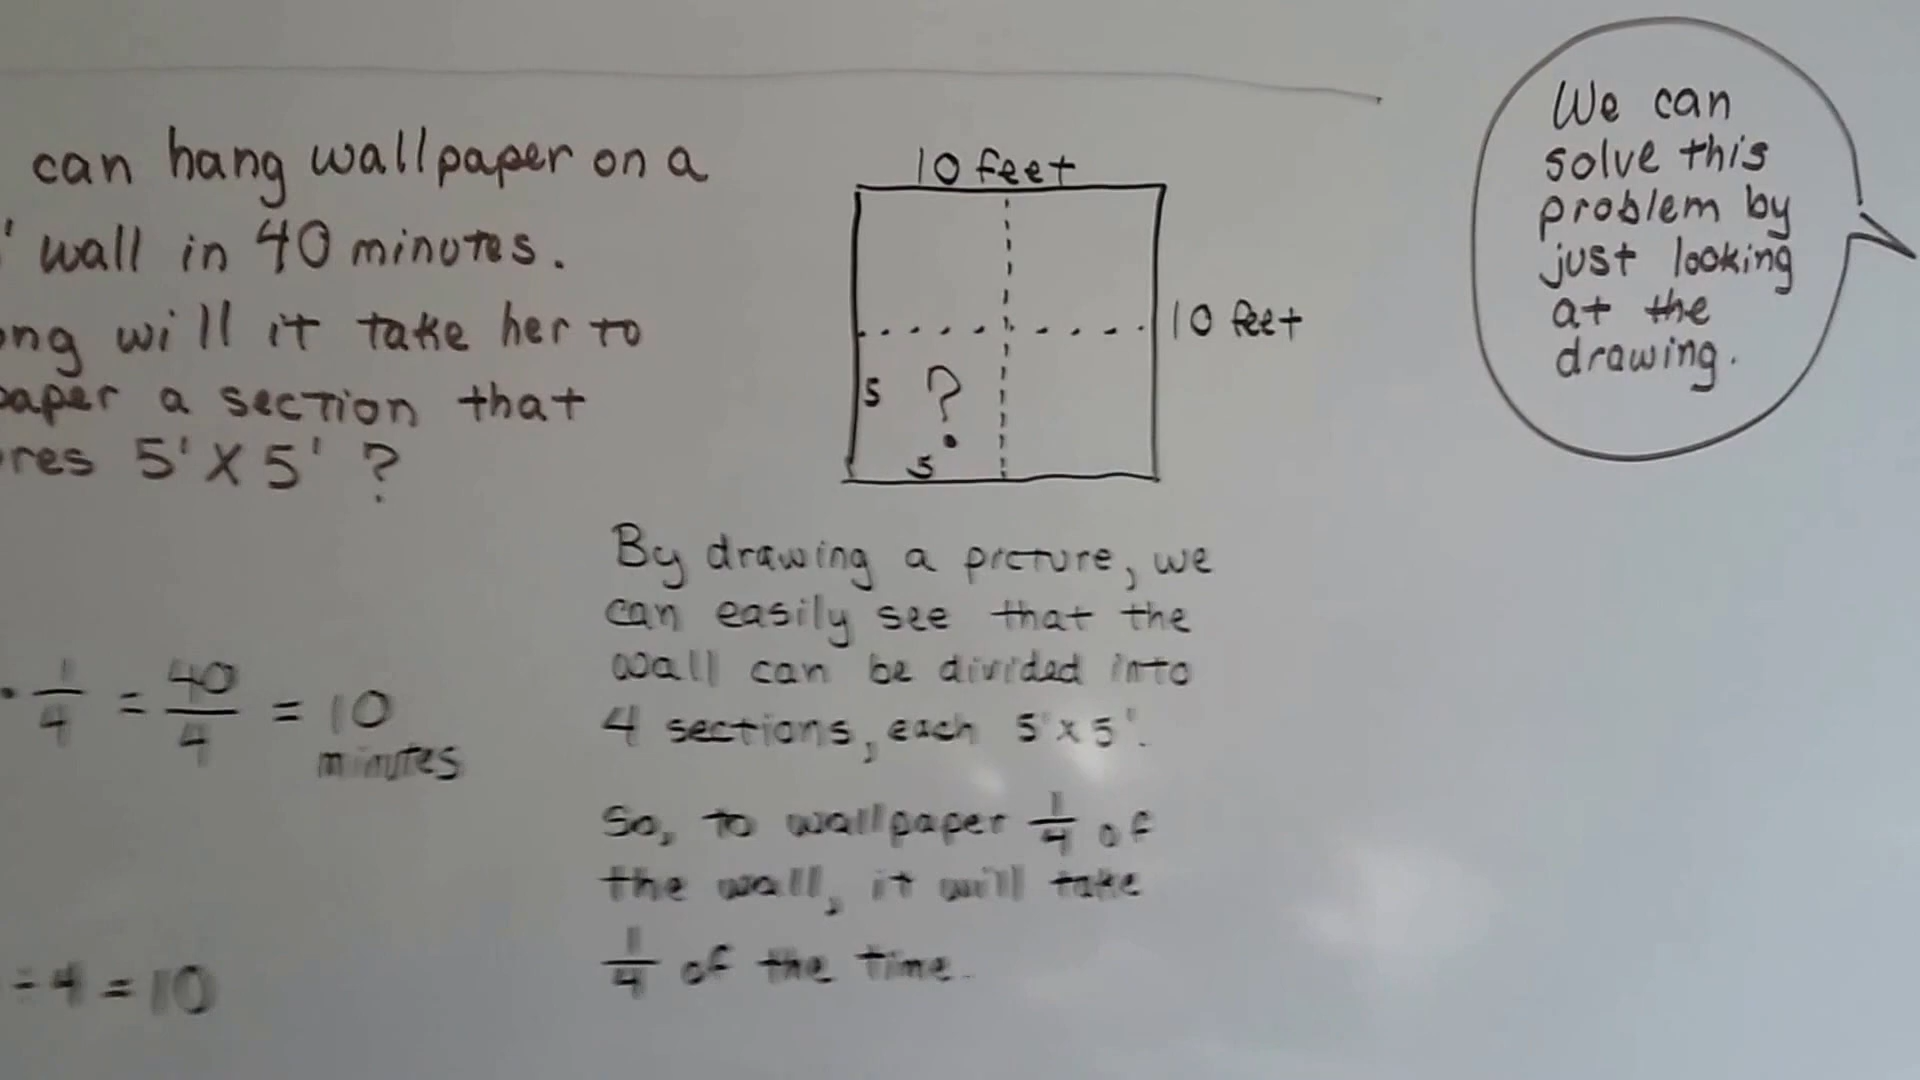 can hang wallpaper on a
' wall in 40 minutes.
ong will it take her to
paper a section that
res 5' X 5' ?
· 1/4 = 40/4 = 10
minutes
÷ 4 = 10
10 feet
10 feet
5
?
5
By drawing a picture, we
can easily see that the
wall can be divided into
4 sections, each 5' x 5'.
So, to wallpaper 1/4 of
the wall, it will take
1/4 of the time.
We can
solve this
problem by
just looking
at the
drawing.